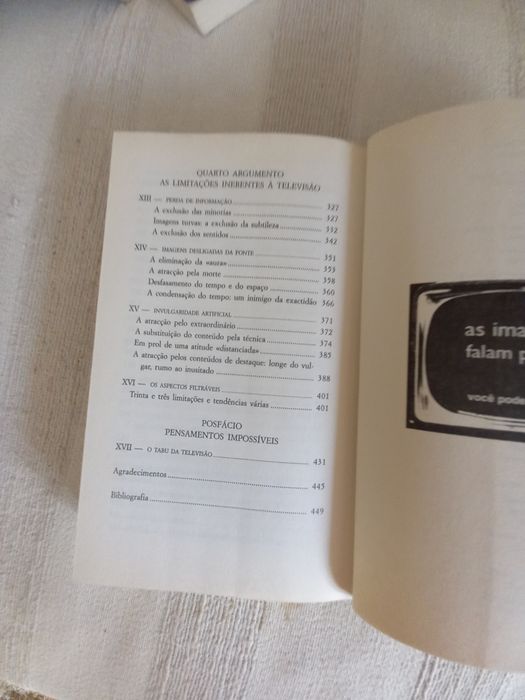 QUARTO ARGUMENTO
AS LIMITAÇÕES INERENTES À TELEVISÃO
XIII — PERDA DE INFORMAÇÃO 327
A exclusão das minorias 327
Imagens turvas: a exclusão da subtileza 332
A exclusão dos sentidos 342
XIV — IMAGENS DESLIGADAS DA FONTE 351
A eliminação da «aura» 353
A atracção pela morte 358
Desfasamento do tempo e do espaço 360
A condensação do tempo: um inimigo da exactidão 366
XV — INVULGARIDADE ARTIFICIAL 371
A atracção pelo extraordinário 372
A substituição do conteúdo pela técnica 374
Em prol de uma atitude «distanciada» 385
A atracção pelos conteúdos de destaque: longe do vul-
gar, rumo ao inusitado 388
XVI — OS ASPECTOS FILTRÁVEIS 401
Trinta e três limitações e tendências várias 401
POSFÁCIO
PENSAMENTOS IMPOSSÍVEIS
XVII — O TABU DA TELEVISÃO 431
Agradecimentos 445
Bibliografia 449
as ima
falam p
você pode